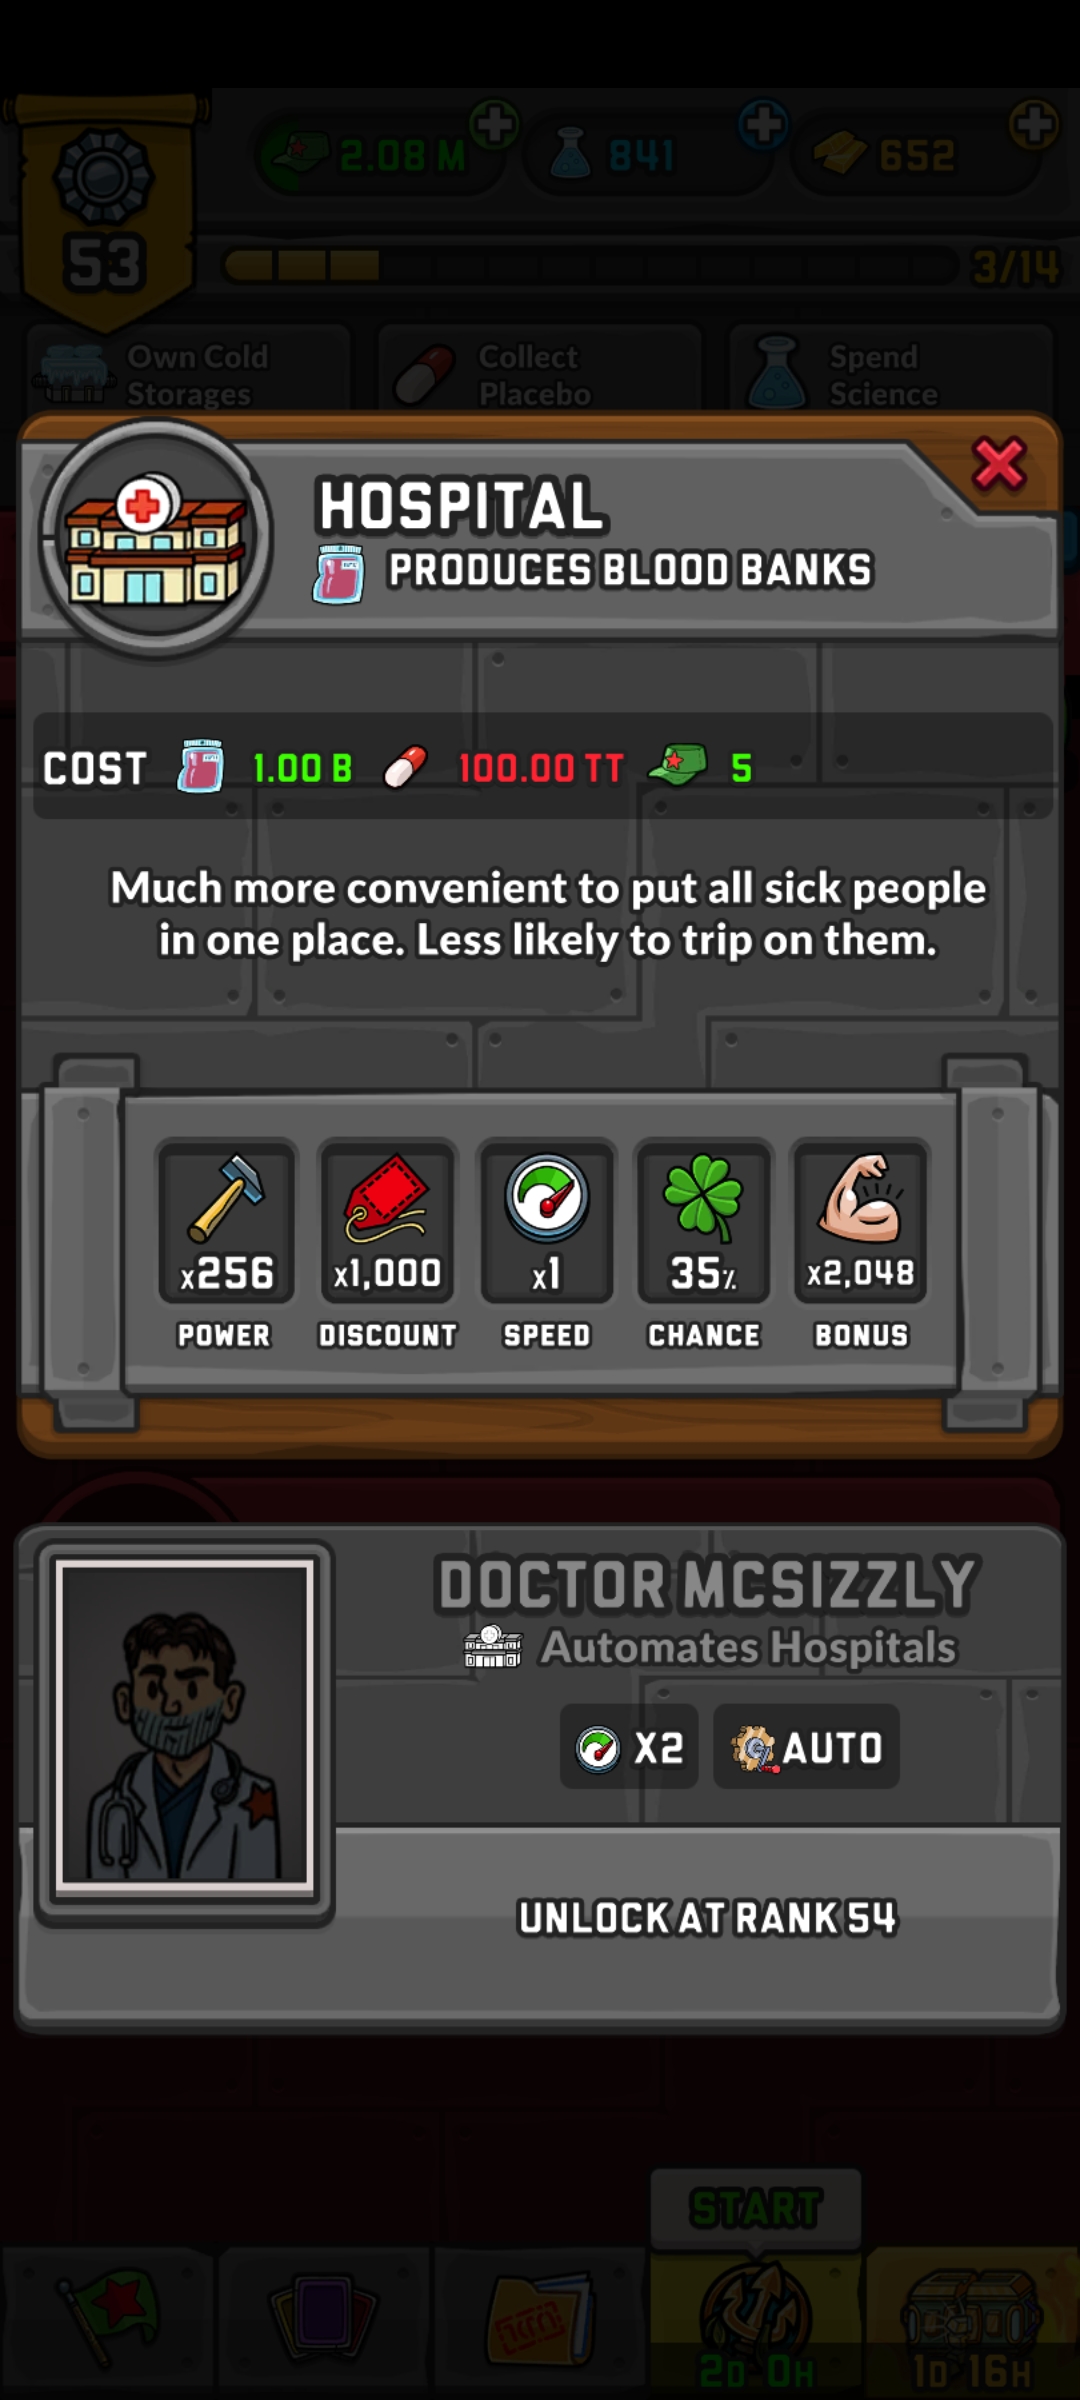 2.08 M
841
652
53
3/14
Own Cold
Storages
Collect
Placebo
Spend
Science
HOSPITAL
PRODUCES BLOOD BANKS
COST 1.00 B 100.00 TT 5
Much more convenient to put all sick people
in one place. Less likely to trip on them.
x256
x1,000
x1
35%
x2,048
POWER
DISCOUNT
SPEED
CHANCE
BONUS
DOCTOR MCSIZZLY
Automates Hospitals
X2
AUTO
UNLOCK AT RANK 54
START
2D 0H
1D 16H